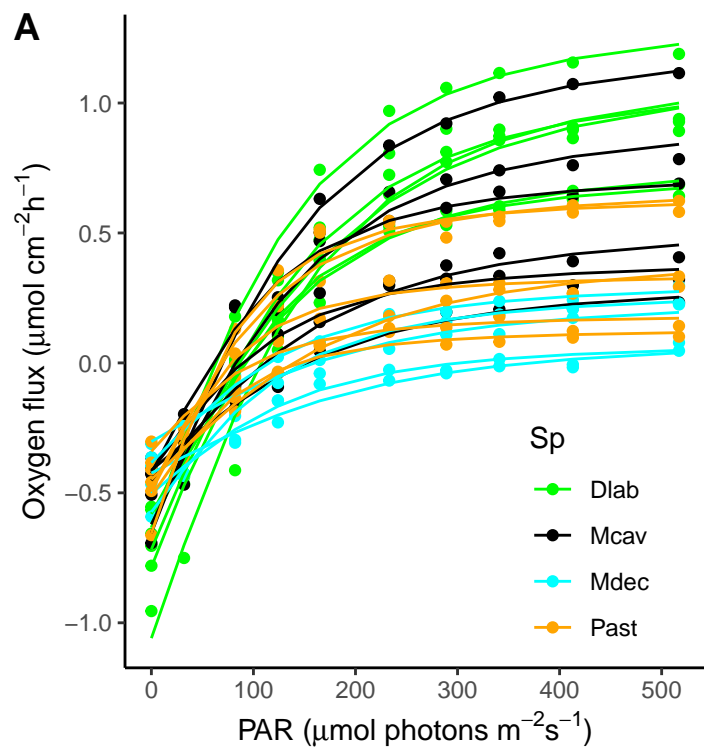 A
Oxygen flux (μmol cm⁻²h⁻¹)
1.0
0.5
0.0
−0.5
−1.0
Sp
Dlab
Mcav
Mdec
Past
0 100 200 300 400 500
PAR (μmol photons m⁻²s⁻¹)